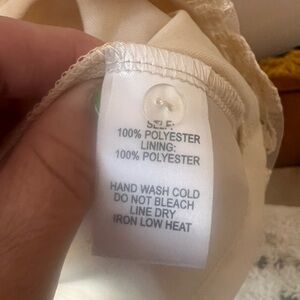 SELF:
100% POLYESTER
LINING:
100% POLYESTER
HAND WASH COLD
DO NOT BLEACH
LINE DRY
IRON LOW HEAT